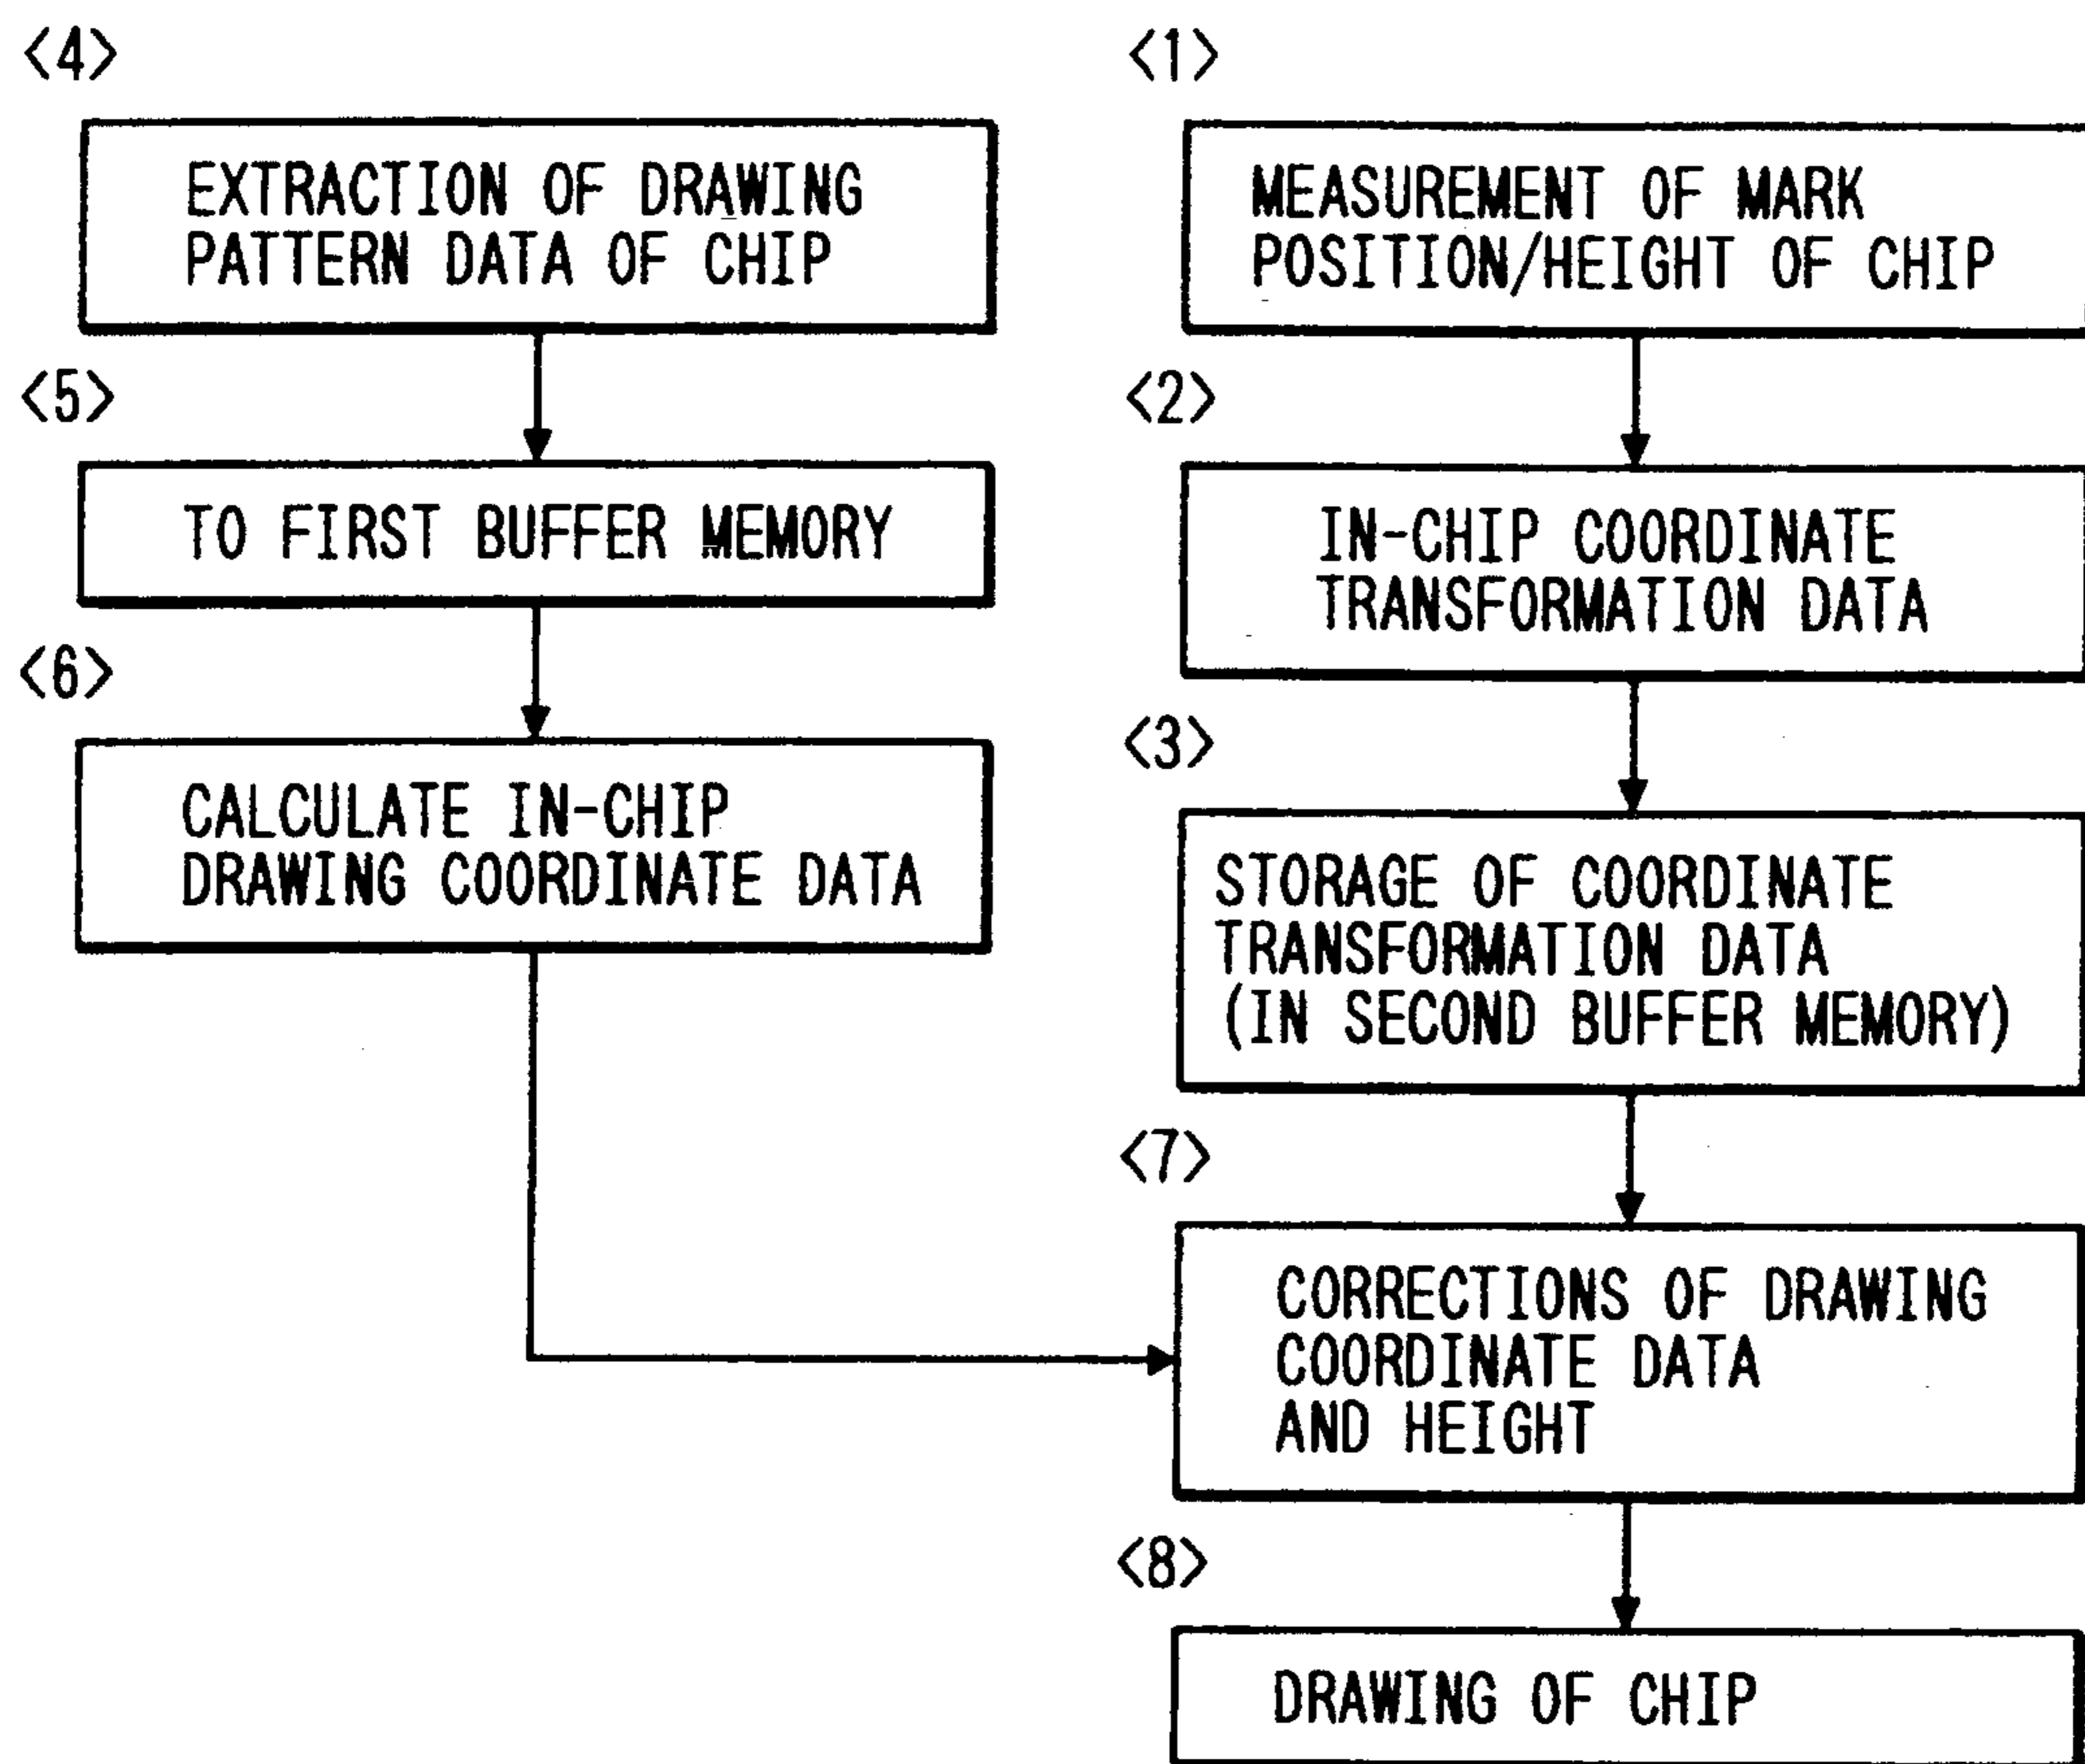 <4>
EXTRACTION OF DRAWING
PATTERN DATA OF CHIP
<5>
TO FIRST BUFFER MEMORY
<6>
CALCULATE IN-CHIP
DRAWING COORDINATE DATA
<1>
MEASUREMENT OF MARK
POSITION/HEIGHT OF CHIP
<2>
IN-CHIP COORDINATE
TRANSFORMATION DATA
<3>
STORAGE OF COORDINATE
TRANSFORMATION DATA
(IN SECOND BUFFER MEMORY)
<7>
CORRECTIONS OF DRAWING
COORDINATE DATA
AND HEIGHT
<8>
DRAWING OF CHIP